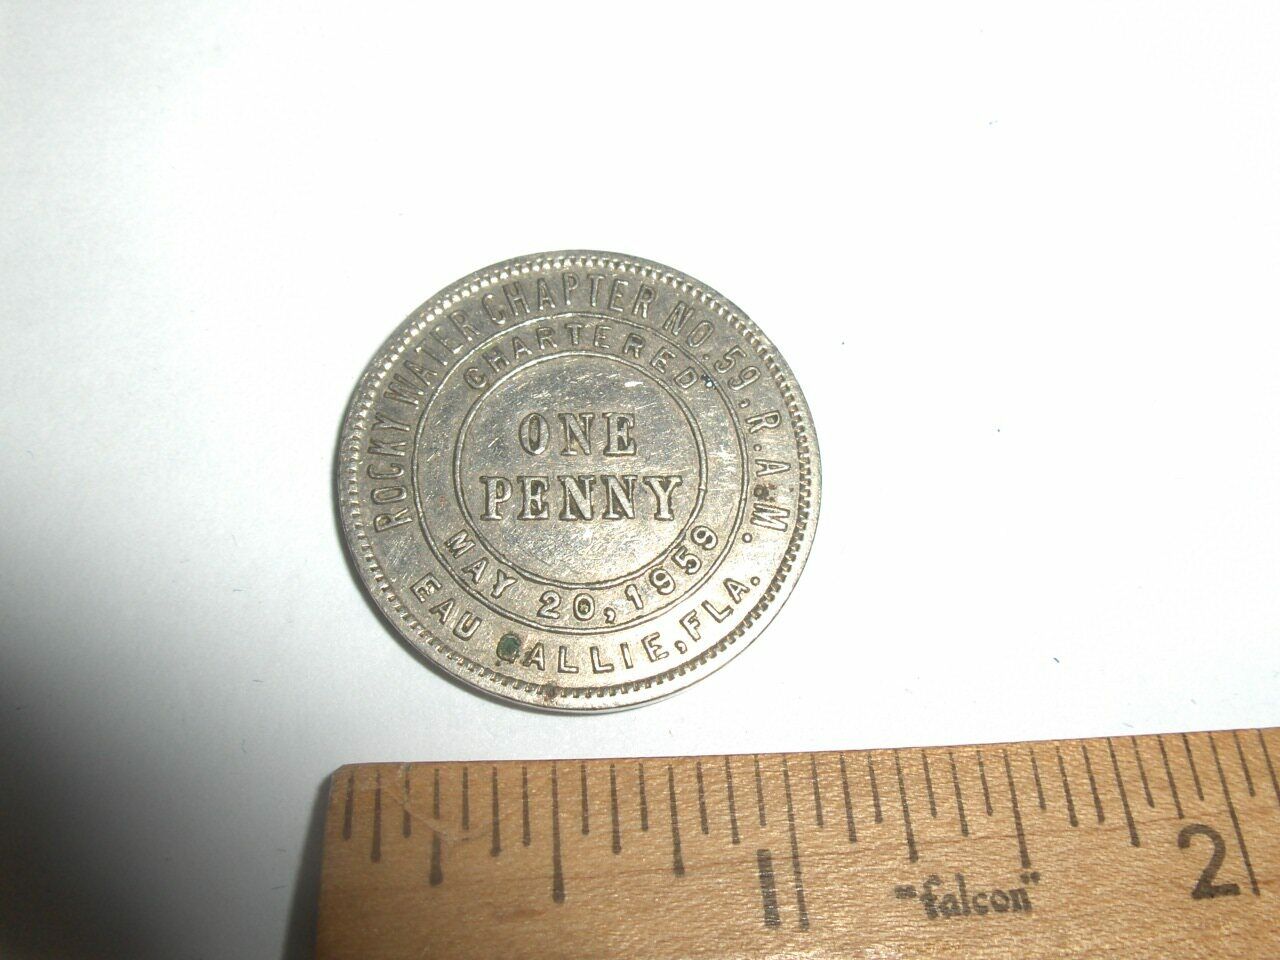 ROCKY WATER CHAPTER NO. 59, R.A.M.
CHARTERED
ONE
PENNY
MAY 20, 1959
EAU GALLIE, FLA.
1
2
"falcon"